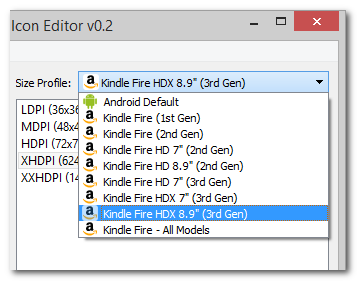 Icon Editor v0.2
Size Profile:
Kindle Fire HDX 8.9" (3rd Gen)
LDPI (36x36
MDPI (48x4
HDPI (72x7
XHDPI (624
XXHDPI (14
Android Default
Kindle Fire (1st Gen)
Kindle Fire (2nd Gen)
Kindle Fire HD 7" (2nd Gen)
Kindle Fire HD 8.9" (2nd Gen)
Kindle Fire HD 7" (3rd Gen)
Kindle Fire HDX 7" (3rd Gen)
Kindle Fire HDX 8.9" (3rd Gen)
Kindle Fire - All Models